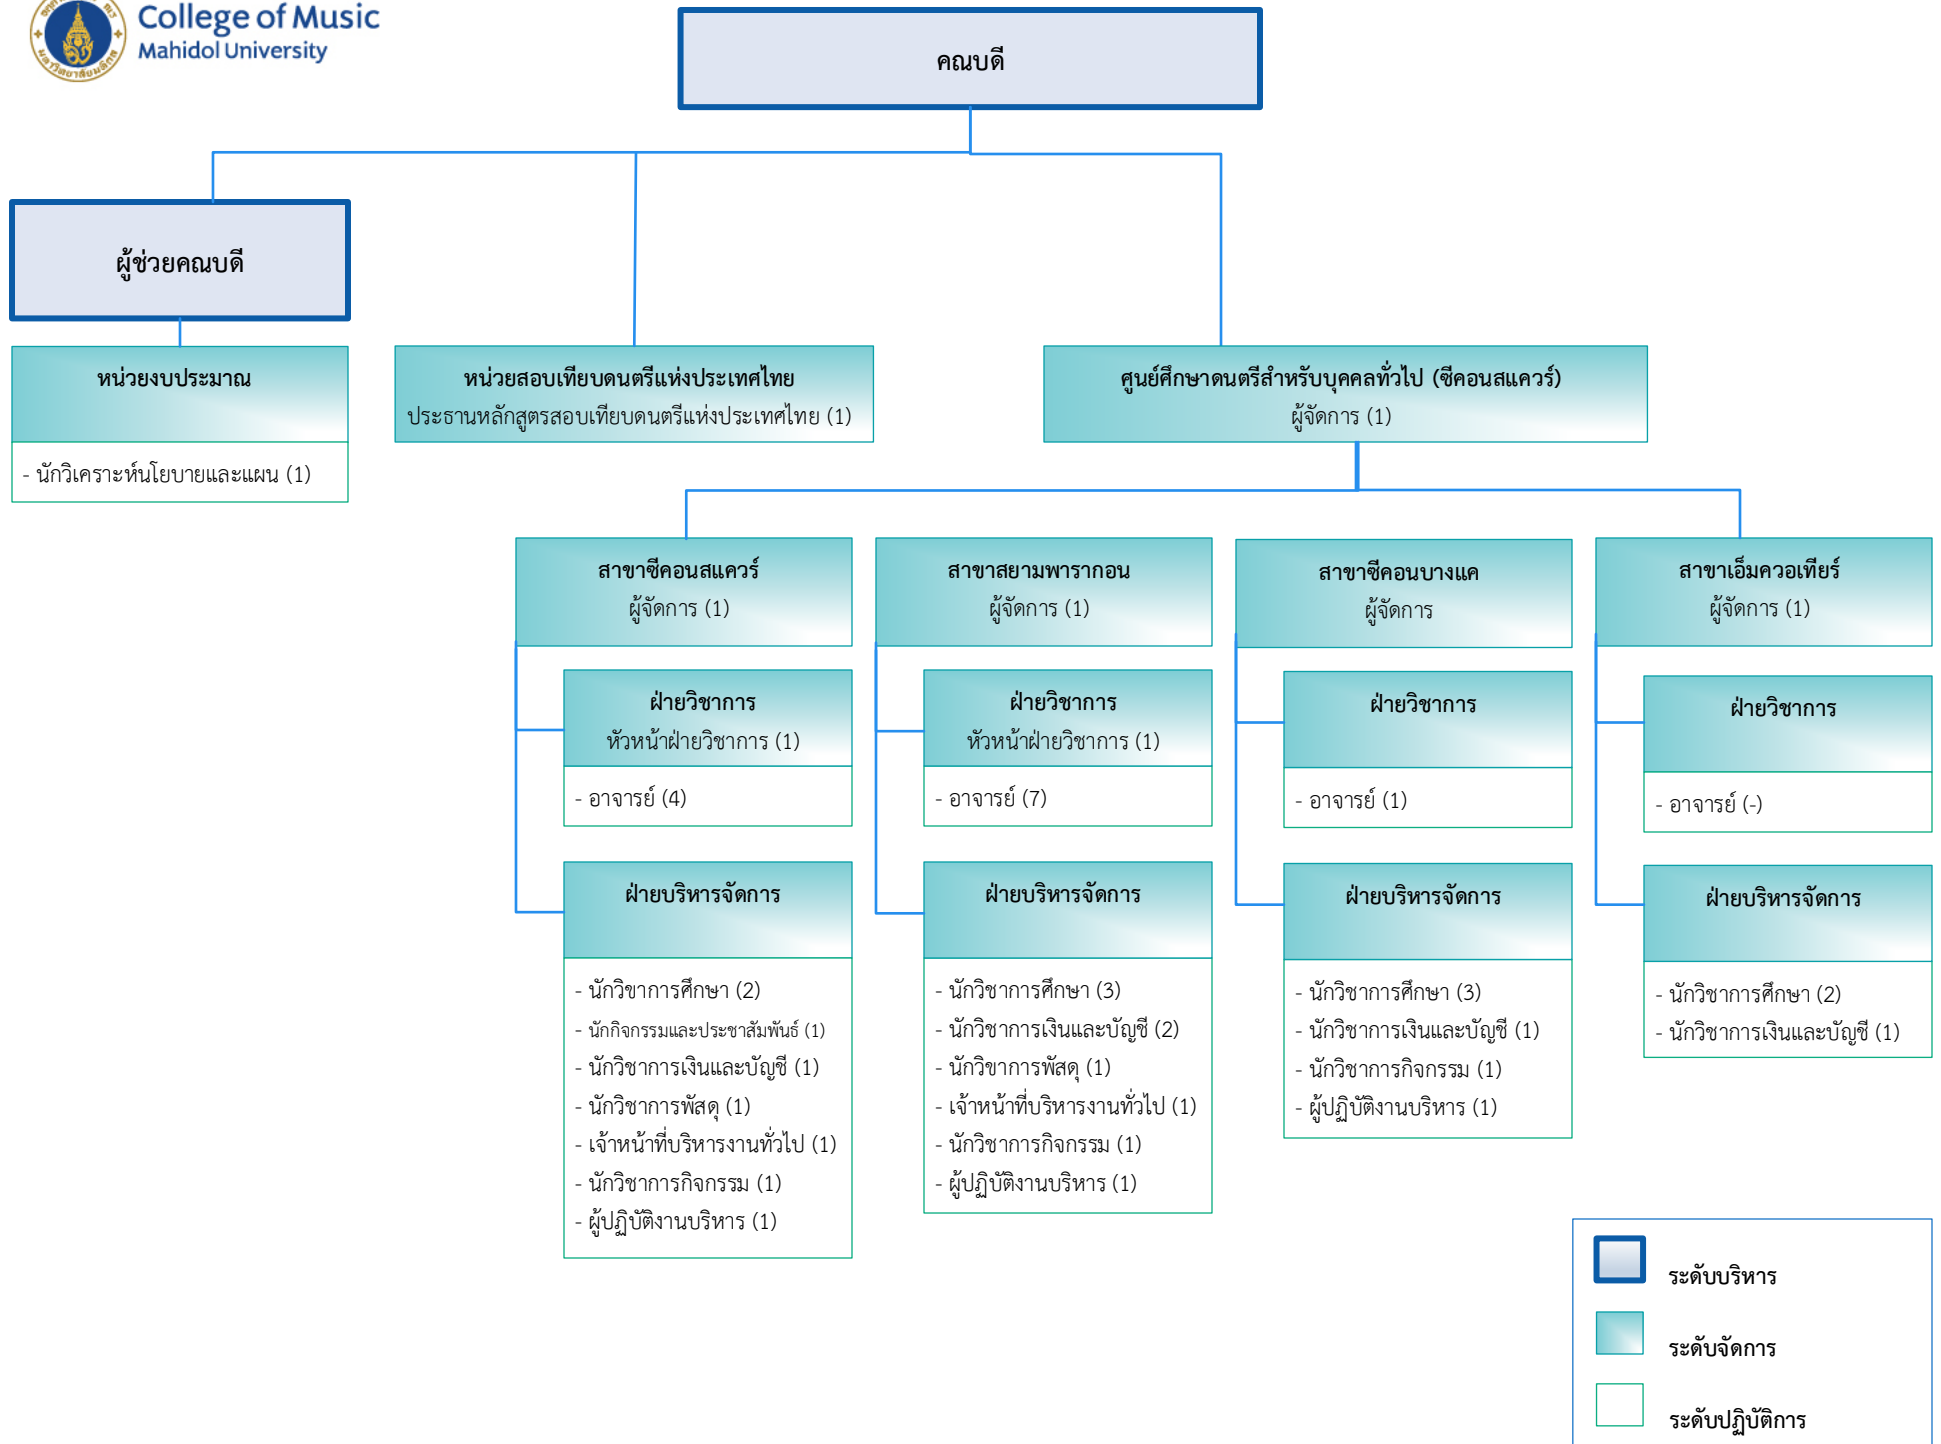 College of Music
Mahidol University
มหาวิทยาลัยมหิดล
คณบดี
ผู้ช่วยคณบดี
หน่วยงบประมาณ
- นักวิเคราะห์นโยบายและแผน (1)
หน่วยสอบเทียบดนตรีแห่งประเทศไทย
ประธานหลักสูตรสอบเทียบดนตรีแห่งประเทศไทย (1)
ศูนย์ศึกษาดนตรีสำหรับบุคคลทั่วไป (ซีคอนสแควร์)
ผู้จัดการ (1)
สาขาซีคอนสแควร์
ผู้จัดการ (1)
ฝ่ายวิชาการ
หัวหน้าฝ่ายวิชาการ (1)
- อาจารย์ (4)
ฝ่ายบริหารจัดการ
- นักวิขาการศึกษา (2)
- นักกิจกรรมและประชาสัมพันธ์ (1)
- นักวิชาการเงินและบัญชี (1)
- นักวิชาการพัสดุ (1)
- เจ้าหน้าที่บริหารงานทั่วไป (1)
- นักวิชาการกิจกรรม (1)
- ผู้ปฏิบัติงานบริหาร (1)
สาขาสยามพารากอน
ผู้จัดการ (1)
ฝ่ายวิชาการ
หัวหน้าฝ่ายวิชาการ (1)
- อาจารย์ (7)
ฝ่ายบริหารจัดการ
- นักวิชาการศึกษา (3)
- นักวิชาการเงินและบัญชี (2)
- นักวิขาการพัสดุ (1)
- เจ้าหน้าที่บริหารงานทั่วไป (1)
- นักวิชาการกิจกรรม (1)
- ผู้ปฏิบัติงานบริหาร (1)
สาขาซีคอนบางแค
ผู้จัดการ
ฝ่ายวิชาการ
- อาจารย์ (1)
ฝ่ายบริหารจัดการ
- นักวิชาการศึกษา (3)
- นักวิชาการเงินและบัญชี (1)
- นักวิชาการกิจกรรม (1)
- ผู้ปฏิบัติงานบริหาร (1)
สาขาเอ็มควอเทียร์
ผู้จัดการ (1)
ฝ่ายวิชาการ
- อาจารย์ (-)
ฝ่ายบริหารจัดการ
- นักวิชาการศึกษา (2)
- นักวิชาการเงินและบัญชี (1)
ระดับบริหาร
ระดับจัดการ
ระดับปฏิบัติการ